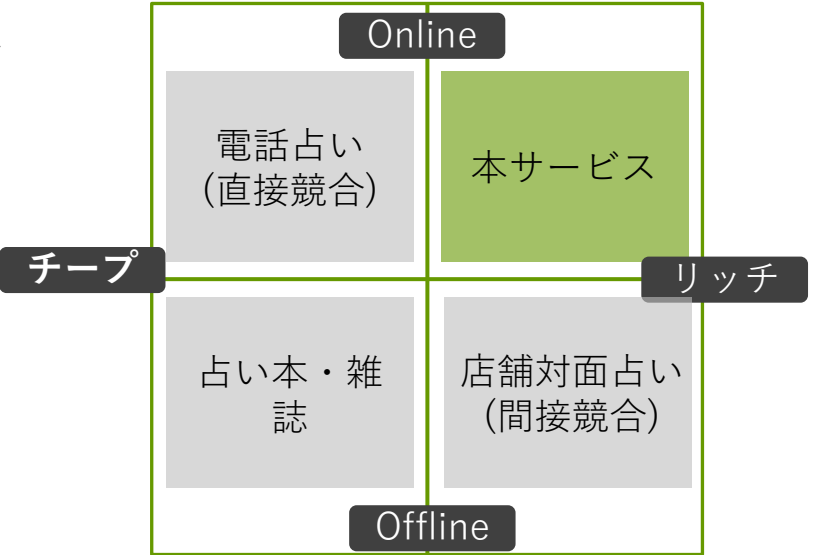 Online
電話占い
(直接競合)
本サービス
チープ
リッチ
占い本・雑
誌
店舗対面占い
(間接競合)
Offline